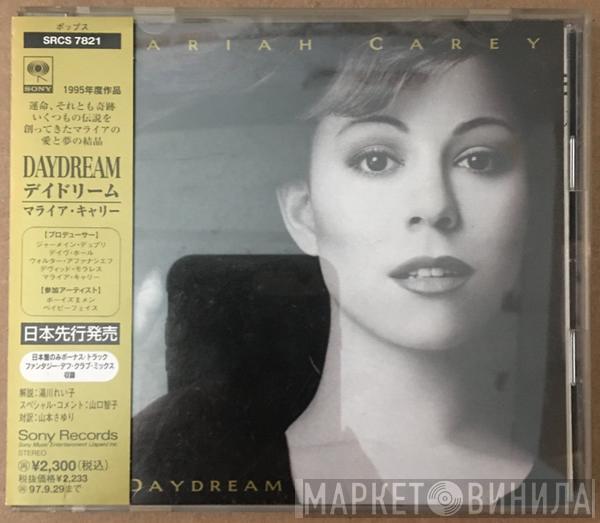 ポップス
SRCS 7821
SONY
1995年度作品
運命、それとも奇跡
いくつもの伝説を
創ってきたマライアの
愛と夢の結晶
DAYDREAM
デイドリーム
マライア・キャリー
【プロデューサー】
ジャーメイン・デュプリ
デイヴ・ホール
ウォルター・アファナシエフ
デヴィッド・モラレス
マライア・キャリー
【参加アーティスト】
ボーイズⅡメン
ベイビーフェイス
日本先行発売
日本盤のみボーナス・トラック
ファンタジー・デフ・クラブ・ミックス
収録
解説:湯川れい子
スペシャル・コメント:山口智子
対訳:山本さゆり
Sony Records
Sony Music Entertainment (Japan) Inc.
STEREO
㊢¥2,300(税込)
税抜価格¥2,233
㊢97.9.29まで
ARIAH CAREY
DAYDREAM
МАРКЕТ ВИНИЛА